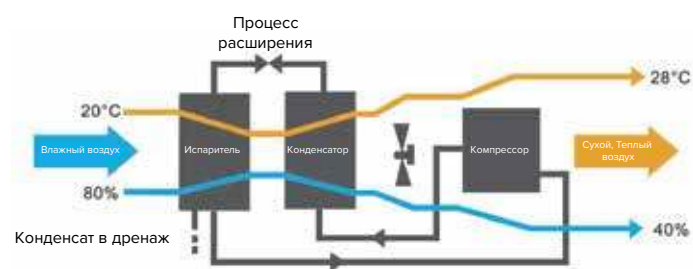 Процесс
расширения
20°C
28°C
Влажный воздух
Испаритель
Конденсатор
Компрессор
Сухой, Теплый
воздух
80%
40%
Конденсат в дренаж